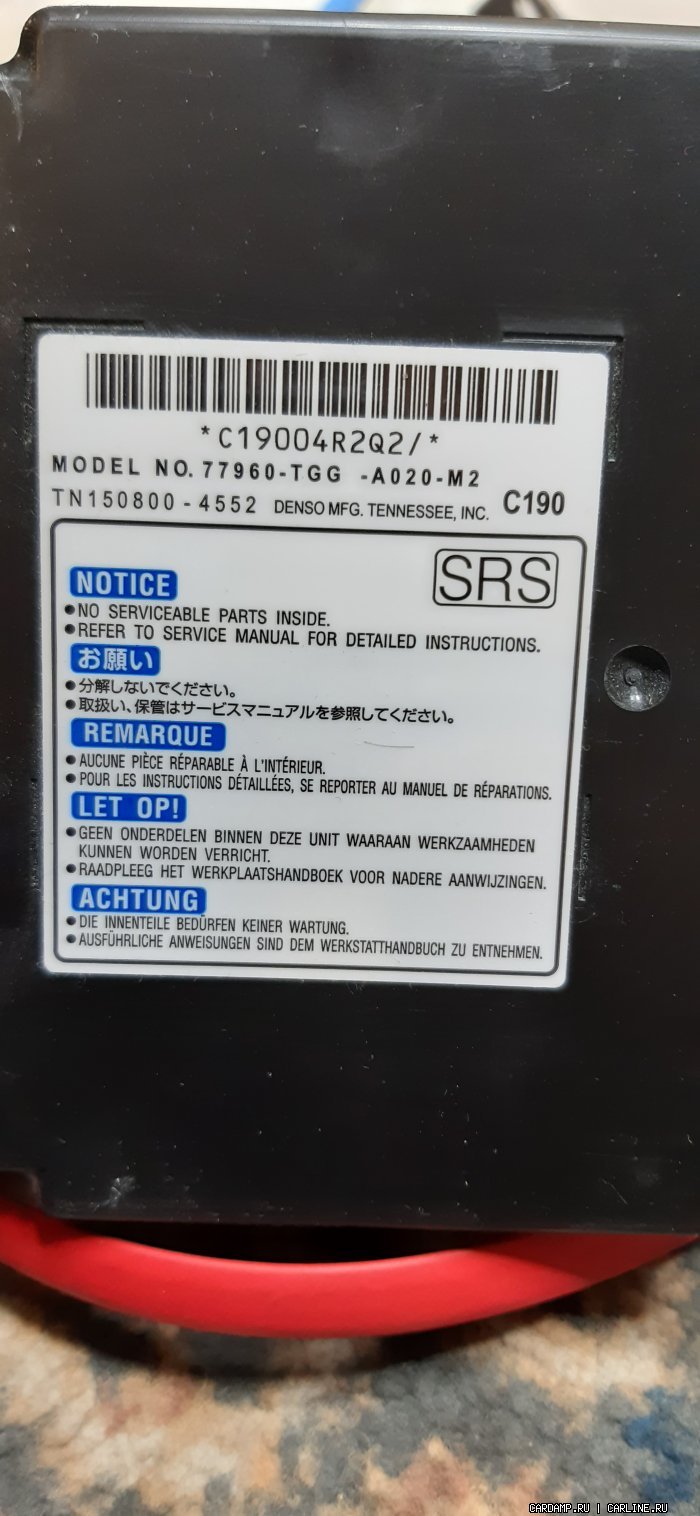 *C19004R2Q2/*
MODEL NO. 77960-TGG -A020-M2
TN150800-4552 DENSO MFG. TENNESSEE, INC. C190
SRS
NOTICE
●NO SERVICEABLE PARTS INSIDE.
●REFER TO SERVICE MANUAL FOR DETAILED INSTRUCTIONS.
お願い
●分解しないでください。
●取扱い、保管はサービスマニュアルを参照してください。
REMARQUE
●AUCUNE PIÈCE RÉPARABLE À L'INTÉRIEUR.
●POUR LES INSTRUCTIONS DÉTAILLÉES, SE REPORTER AU MANUEL DE RÉPARATIONS.
LET OP!
●GEEN ONDERDELEN BINNEN DEZE UNIT WAARAAN WERKZAAMHEDEN
KUNNEN WORDEN VERRICHT.
●RAADPLEEG HET WERKPLAATSHANDBOEK VOOR NADERE AANWIJZINGEN.
ACHTUNG
●DIE INNENTEILE BEDÜRFEN KEINER WARTUNG.
●AUSFÜHRLICHE ANWEISUNGEN SIND DEM WERKSTATTHANDBUCH ZU ENTNEHMEN.
CARDAMP.RU | CARLINE.RU